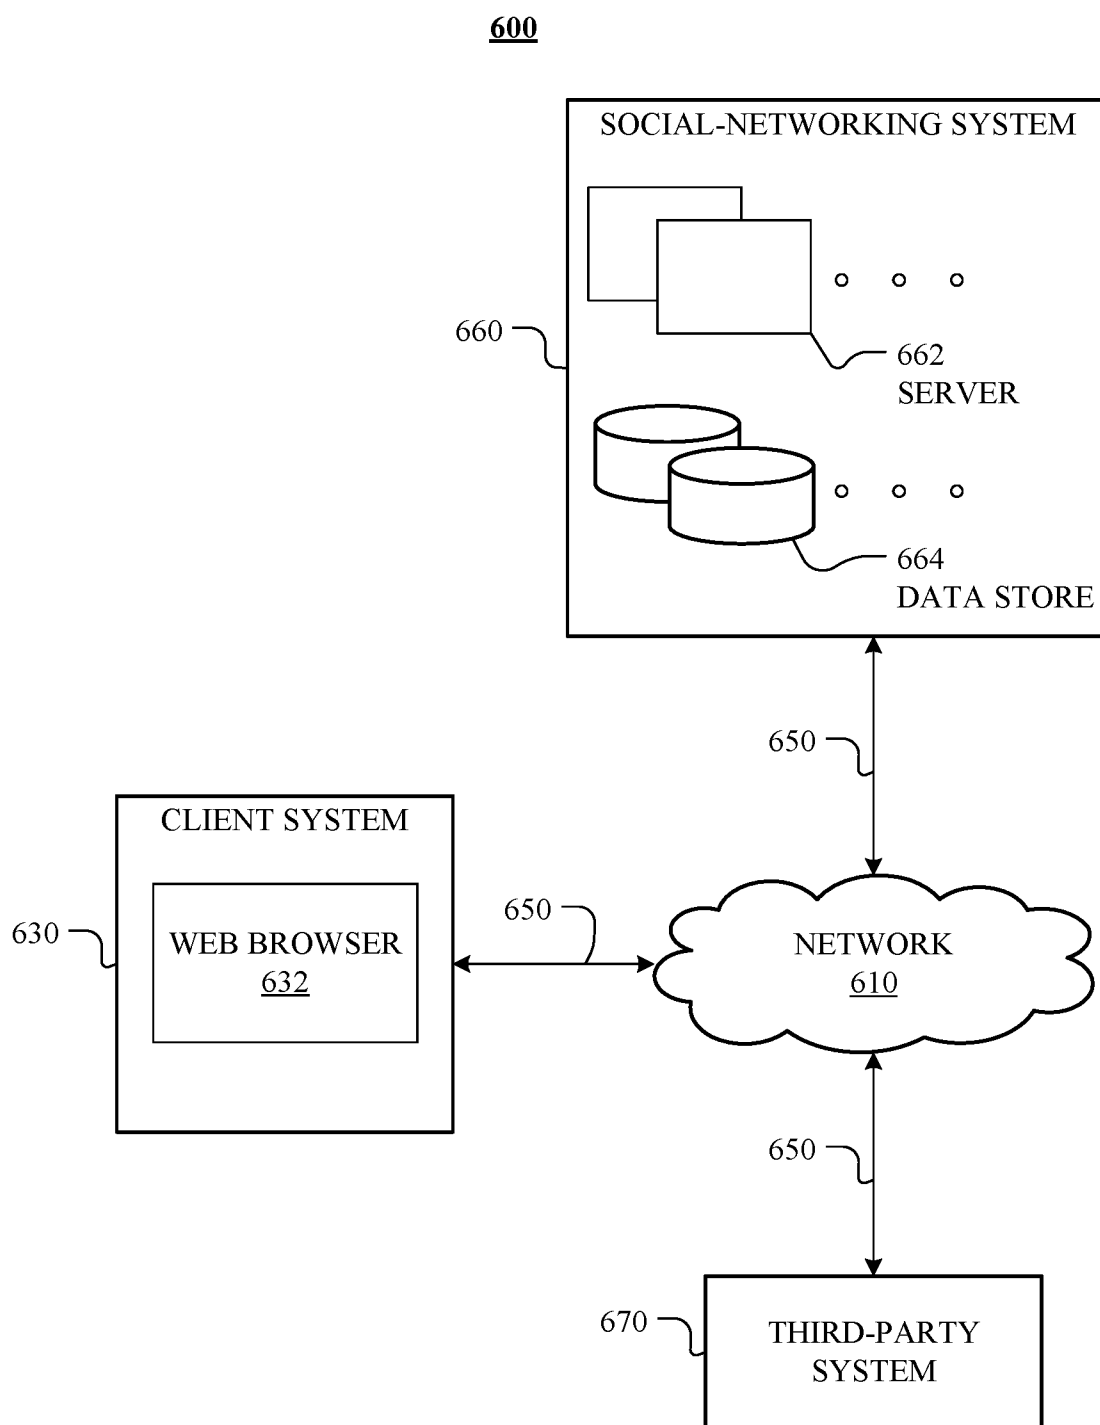 600
SOCIAL-NETWORKING SYSTEM
660
662
SERVER
664
DATA STORE
650
CLIENT SYSTEM
630
WEB BROWSER
632
650
NETWORK
610
650
670
THIRD-PARTY
SYSTEM